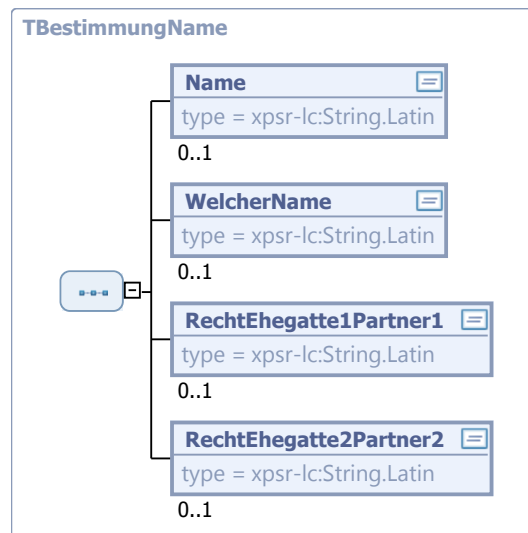 TBestimmungName
Name
type = xpsr-lc:String.Latin
0..1
WelcherName
type = xpsr-lc:String.Latin
0..1
RechtEhegatte1Partner1
type = xpsr-lc:String.Latin
0..1
RechtEhegatte2Partner2
type = xpsr-lc:String.Latin
0..1